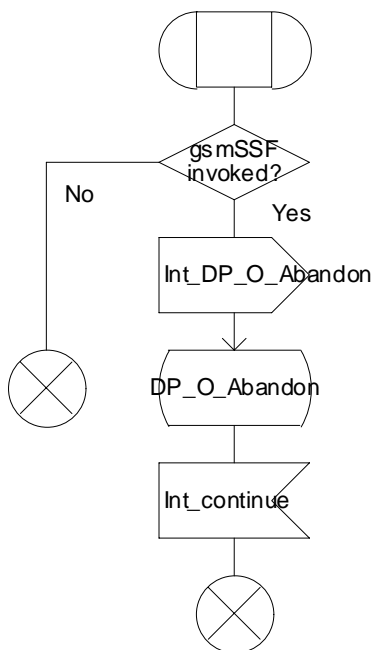 gsmSSF
invoked?
No
Yes
Int_DP_O_Abandon
DP_O_Abandon
Int_continue